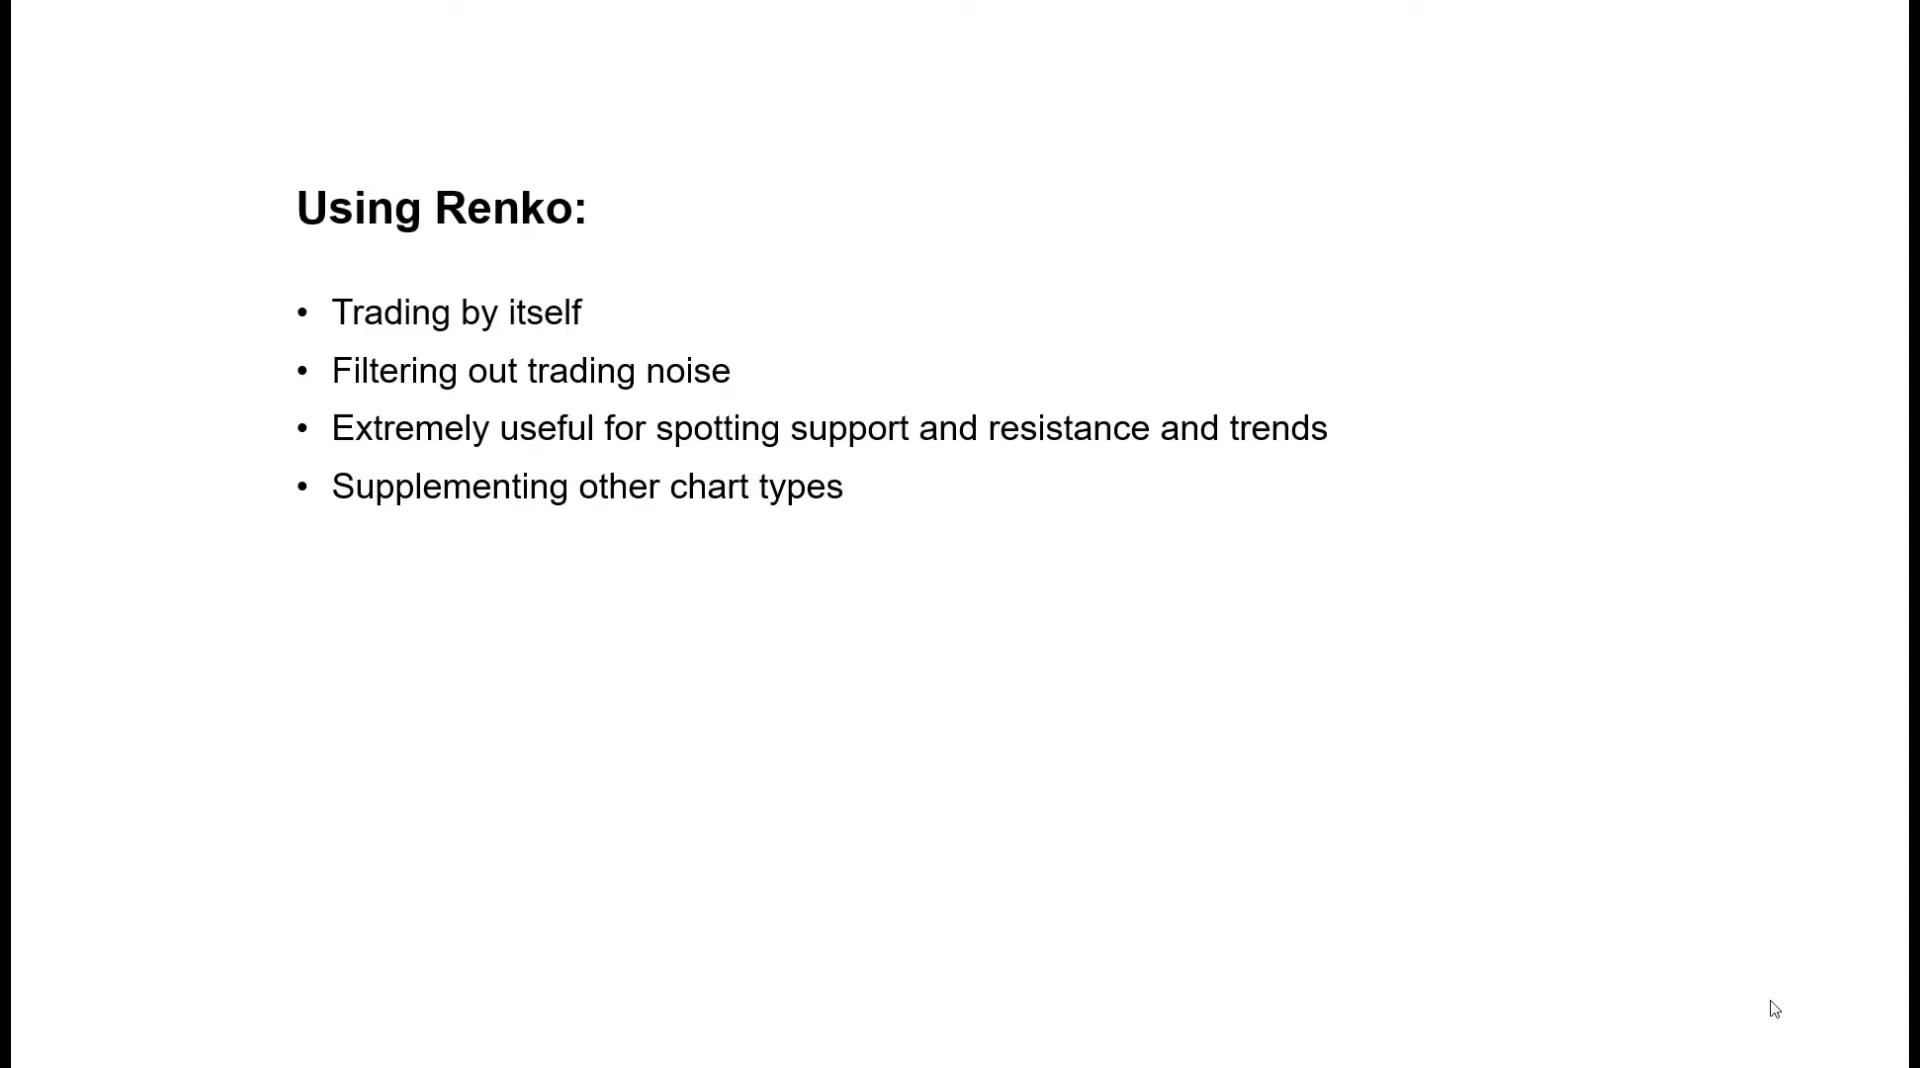 Using Renko:
• Trading by itself
• Filtering out trading noise
• Extremely useful for spotting support and resistance and trends
• Supplementing other chart types